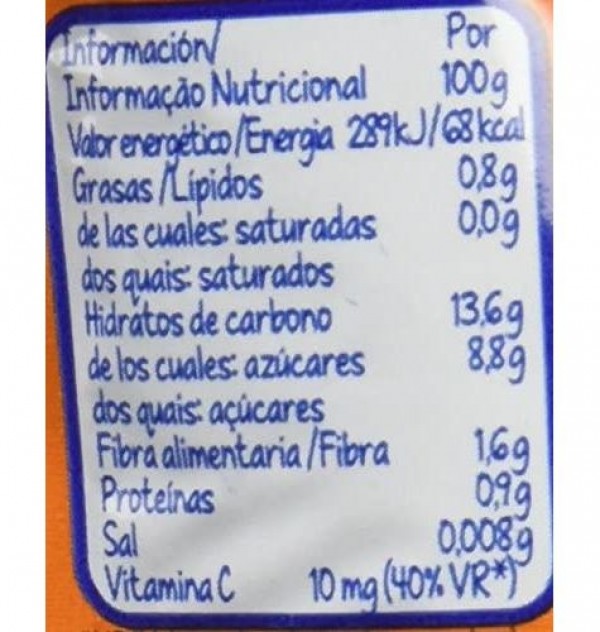 Información/ Por
Informação Nutricional 100g
Valor energético/Energia 289kJ/68kcal
Grasas/Lípidos 0,8g
de las cuales: saturadas 0,0g
dos quais: saturados
Hidratos de carbono 13,6g
de los cuales: azúcares 8,8g
dos quais: açúcares
Fibra alimentaria/Fibra 1,6g
Proteínas 0,9g
Sal 0,008g
Vitamina C 10 mg (40% VR*)